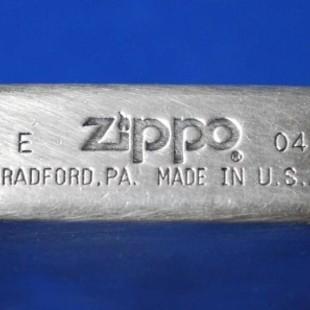 E zippo® 04
RADFORD, PA. MADE IN U.S.